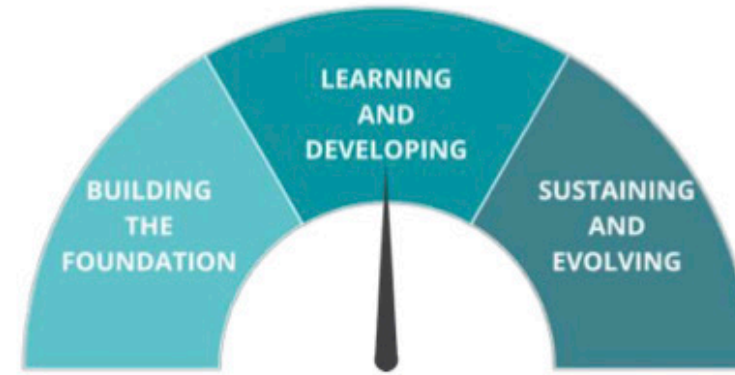 BUILDING
THE
FOUNDATION
LEARNING
AND
DEVELOPING
SUSTAINING
AND
EVOLVING